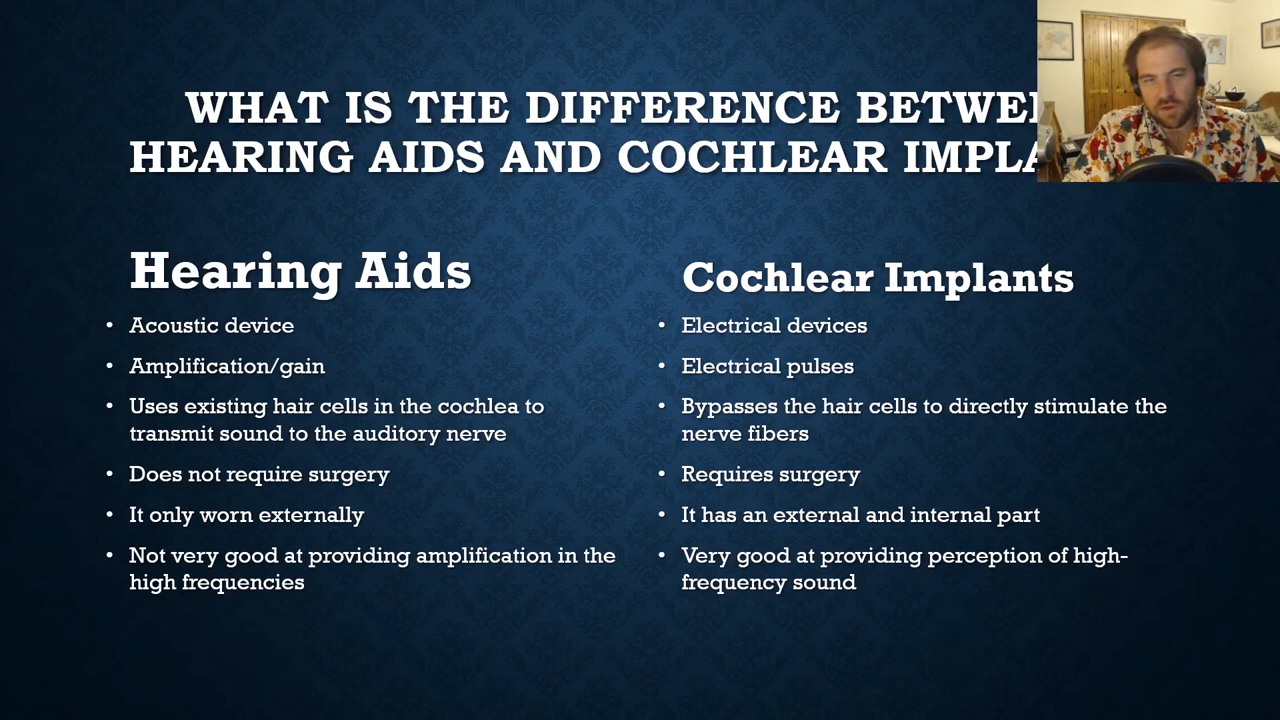 WHAT IS THE DIFFERENCE
HEARING AIDS AND COCHLEAR
Hearing Aids
• Acoustic device
• Amplification/gain
• Uses existing hair cells in the cochlea to
transmit sound to the auditory nerve
• Does not require surgery
• It only worn externally
• Not very good at providing amplification in the
high frequencies
Cochlear Implants
• Electrical devices
• Electrical pulses
• Bypasses the hair cells to directly stimulate the
nerve fibers
• Requires surgery
• It has an external and internal part
• Very good at providing perception of high-
frequency sound